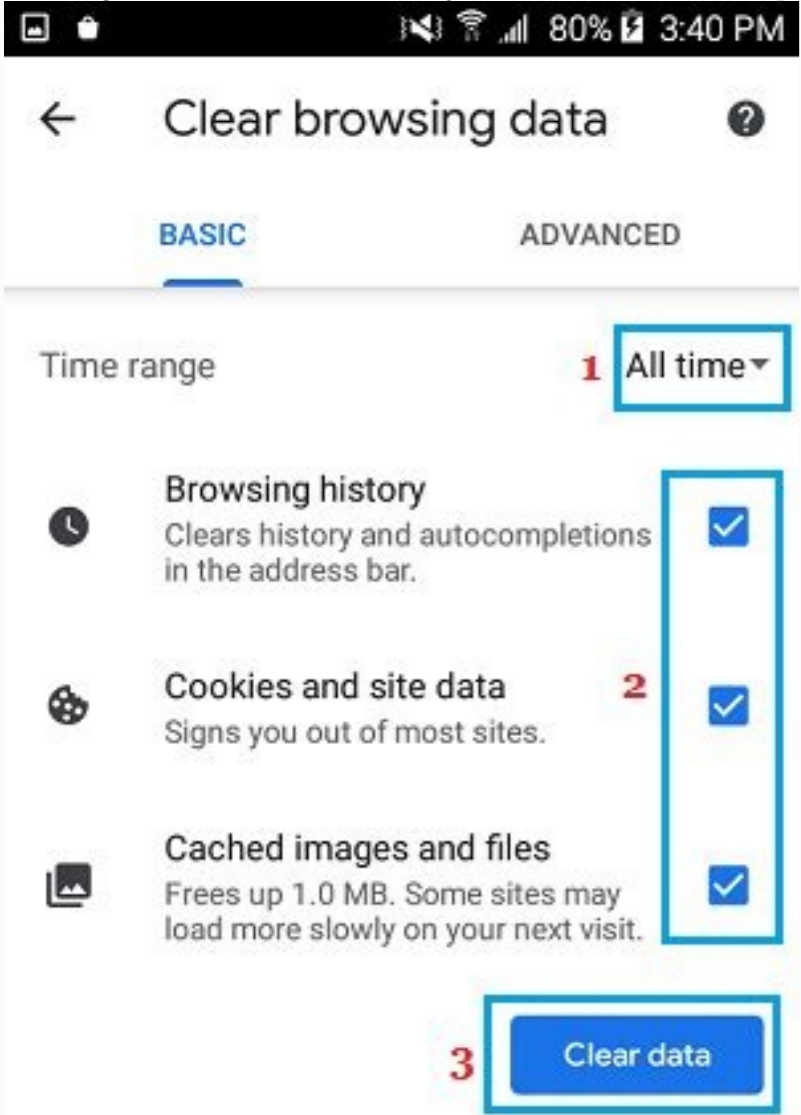 80% 3:40 PM
Clear browsing data ?
BASIC ADVANCED
Time range 1 All time
Browsing history
Clears history and autocompletions
in the address bar.
Cookies and site data 2
Signs you out of most sites.
Cached images and files
Frees up 1.0 MB. Some sites may
load more slowly on your next visit.
3 Clear data